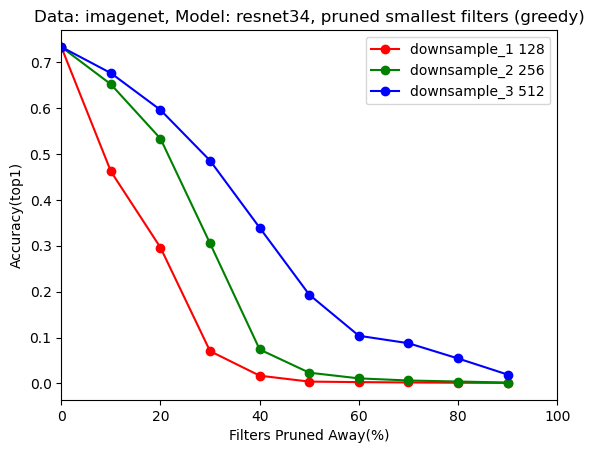 Data: imagenet, Model: resnet34, pruned smallest filters (greedy)
downsample_1 128
downsample_2 256
downsample_3 512
Accuracy(top1)
0.7
0.6
0.5
0.4
0.3
0.2
0.1
0.0
0 20 40 60 80 100
Filters Pruned Away(%)